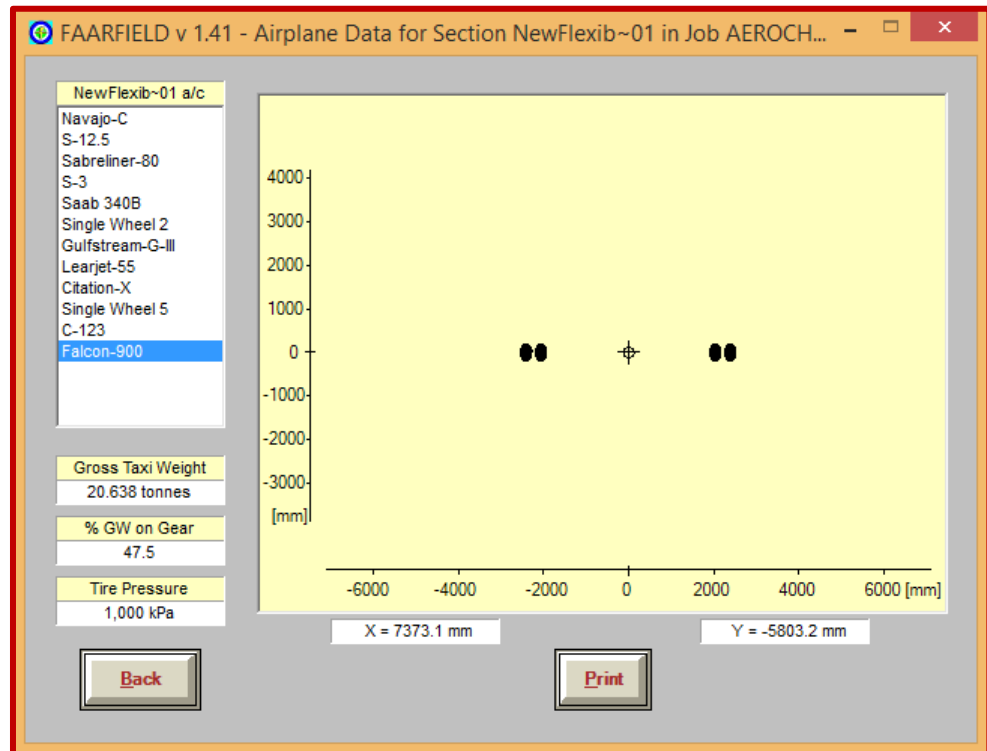 FAARFIELD v 1.41 - Airplane Data for Section NewFlexib~01 in Job AEROCH...
NewFlexib~01 a/c
Navajo-C
S-12.5
Sabreliner-80
S-3
Saab 340B
Single Wheel 2
Gulfstream-G-III
Learjet-55
Citation-X
Single Wheel 5
C-123
Falcon-900
Gross Taxi Weight
20.638 tonnes
% GW on Gear
47.5
Tire Pressure
1,000 kPa
4000
3000
2000
1000
0
-1000
-2000
-3000
[mm]
-6000 -4000 -2000 0 2000 4000 6000 [mm]
X = 7373.1 mm Y = -5803.2 mm
Back Print